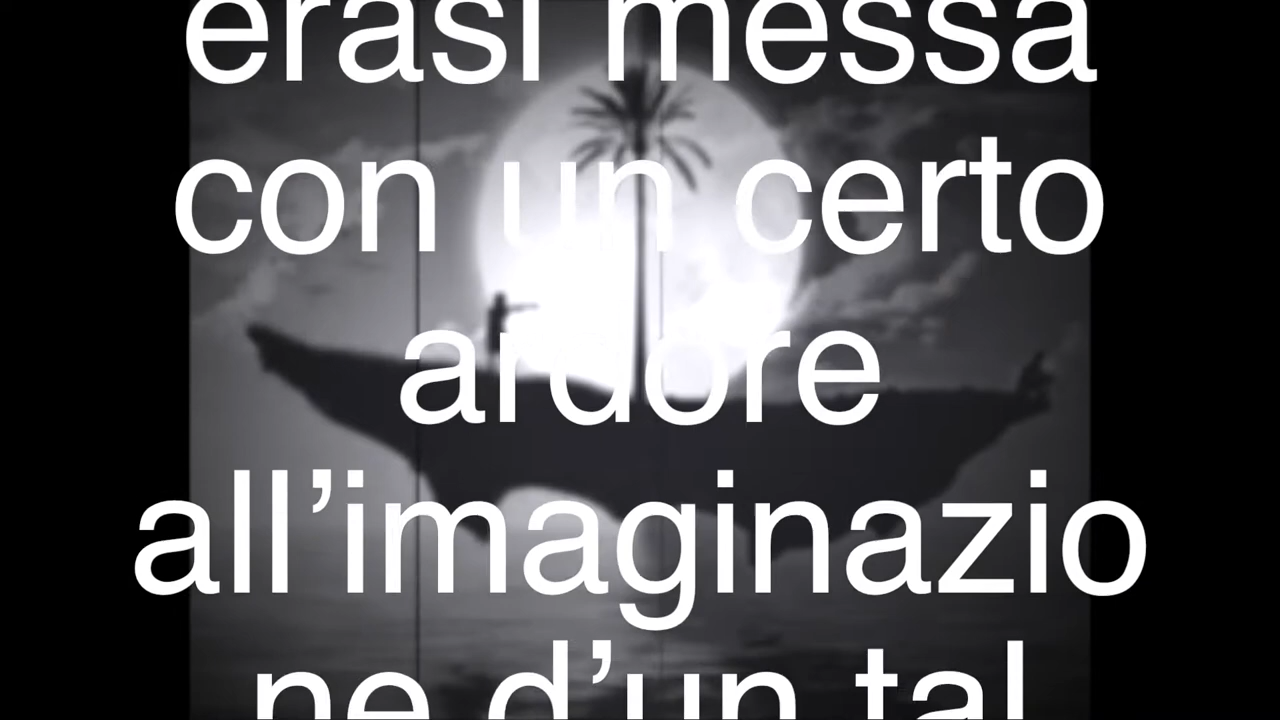 erasi messa
con un certo
ardore
all’imaginazio
ne d’un tal